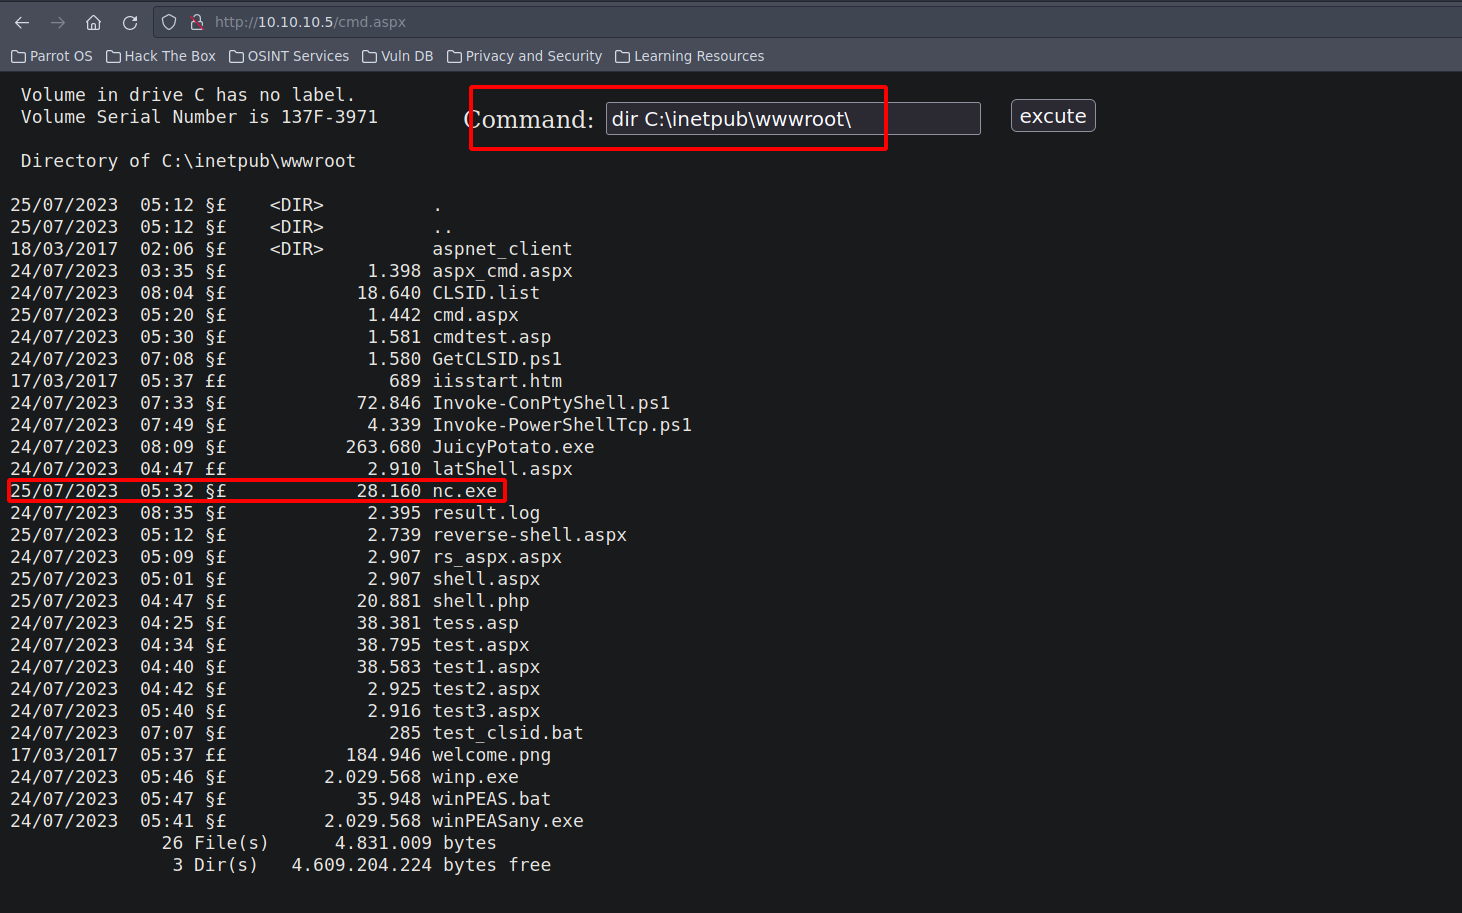 http://10.10.10.5/cmd.aspx
Parrot OS Hack The Box OSINT Services Vuln DB Privacy and Security Learning Resources
Command: dir C:\inetpub\wwwroot\ excute
Volume in drive C has no label.
Volume Serial Number is 137F-3971
Directory of C:\inetpub\wwwroot
25/07/2023 05:12 §£ <DIR> .
25/07/2023 05:12 §£ <DIR> ..
18/03/2017 02:06 §£ <DIR> aspnet_client
24/07/2023 03:35 §£ 1.398 aspx_cmd.aspx
24/07/2023 08:04 §£ 18.640 CLSID.list
25/07/2023 05:20 §£ 1.442 cmd.aspx
24/07/2023 05:30 §£ 1.581 cmdtest.asp
24/07/2023 07:08 §£ 1.580 GetCLSID.ps1
17/03/2017 05:37 ££ 689 iisstart.htm
24/07/2023 07:33 §£ 72.846 Invoke-ConPtyShell.ps1
24/07/2023 07:49 §£ 4.339 Invoke-PowerShellTcp.ps1
24/07/2023 08:09 §£ 263.680 JuicyPotato.exe
24/07/2023 04:47 ££ 2.910 latShell.aspx
25/07/2023 05:32 §£ 28.160 nc.exe
24/07/2023 08:35 §£ 2.395 result.log
25/07/2023 05:12 §£ 2.739 reverse-shell.aspx
24/07/2023 05:09 §£ 2.907 rs_aspx.aspx
25/07/2023 05:01 §£ 2.907 shell.aspx
25/07/2023 04:47 §£ 20.881 shell.php
24/07/2023 04:25 §£ 38.381 tess.asp
24/07/2023 04:34 §£ 38.795 test.aspx
24/07/2023 04:40 §£ 38.583 test1.aspx
24/07/2023 04:42 §£ 2.925 test2.aspx
24/07/2023 05:40 §£ 2.916 test3.aspx
24/07/2023 07:07 §£ 285 test_clsid.bat
17/03/2017 05:37 ££ 184.946 welcome.png
24/07/2023 05:46 §£ 2.029.568 winp.exe
24/07/2023 05:47 §£ 35.948 winPEAS.bat
24/07/2023 05:41 §£ 2.029.568 winPEASany.exe
26 File(s) 4.831.009 bytes
3 Dir(s) 4.609.204.224 bytes free